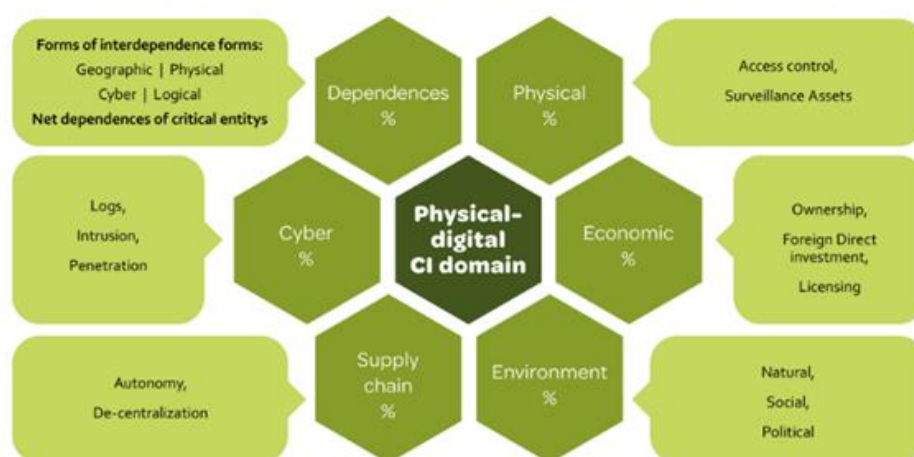 Forms of interdependence forms:
Geographic | Physical
Cyber | Logical
Net dependences of critical entitys
Dependences
%
Physical
%
Access control,
Surveillance Assets
Logs,
Intrusion,
Penetration
Cyber
%
Physical-
digital
CI domain
Economic
%
Ownership,
Foreign Direct
investment,
Licensing
Autonomy,
De-centralization
Supply
chain
%
Environment
%
Natural,
Social,
Political